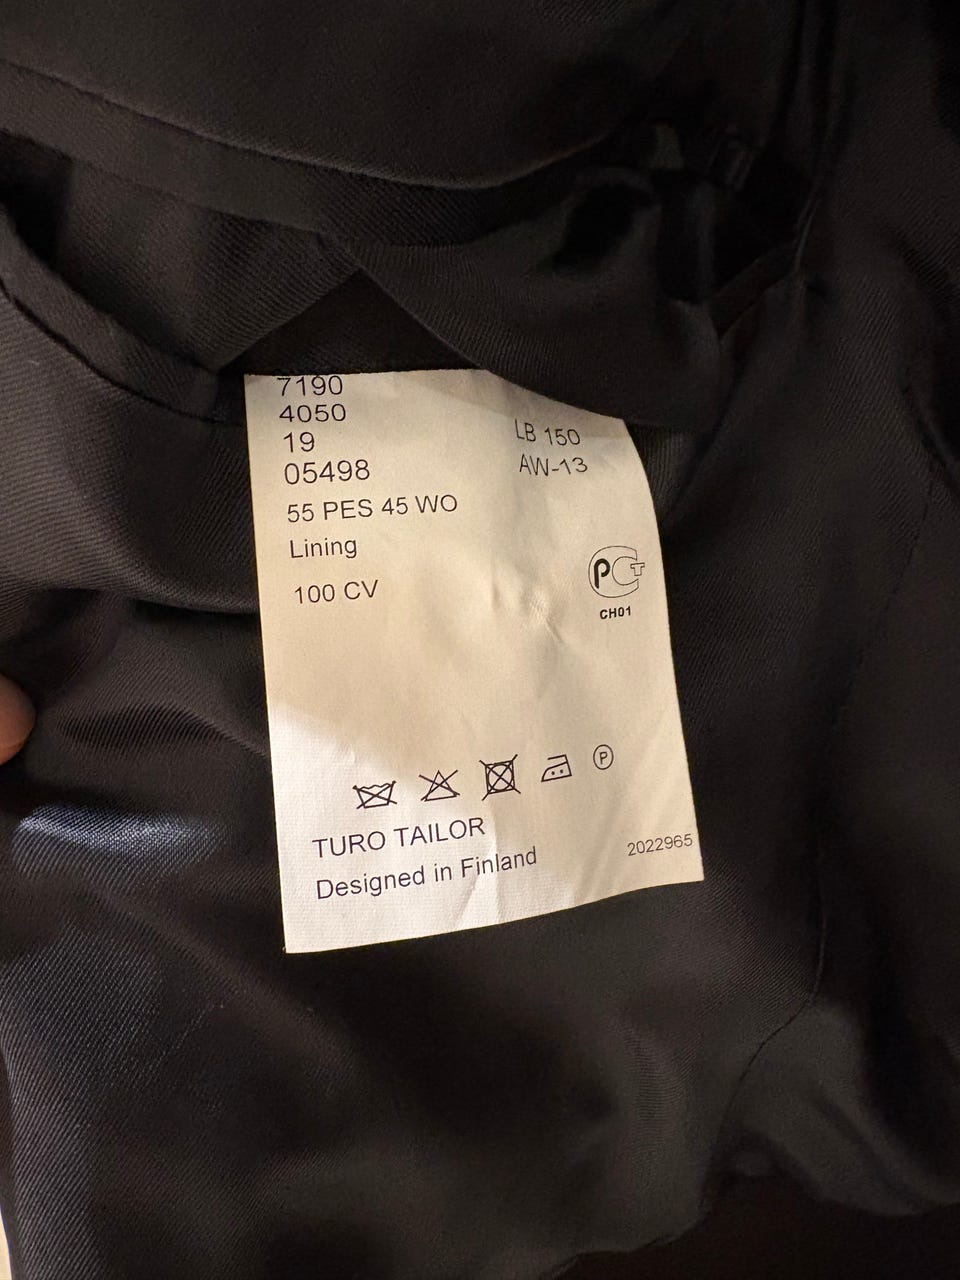 7190
4050
19
05498
LB 150
AW-13
55 PES 45 WO
Lining
100 CV
PCT
CH01
P
TURO TAILOR
Designed in Finland
2022965